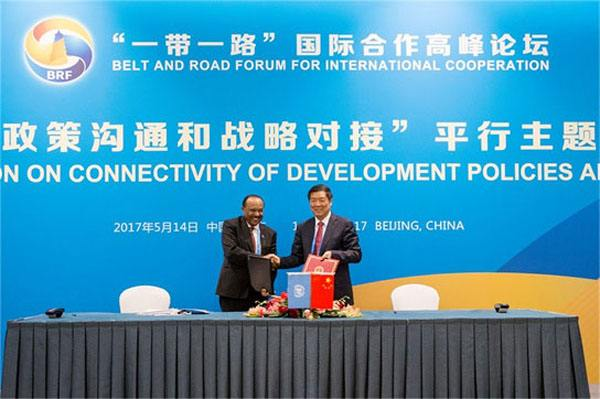 BRF
“一带一路”国际合作高峰论坛
BELT AND ROAD FORUM FOR INTERNATIONAL COOPERATION
政策沟通和战略对接”平行主题
ON ON CONNECTIVITY OF DEVELOPMENT POLICIES A
2017年5月14日 中国 17 BEIJING, CHINA